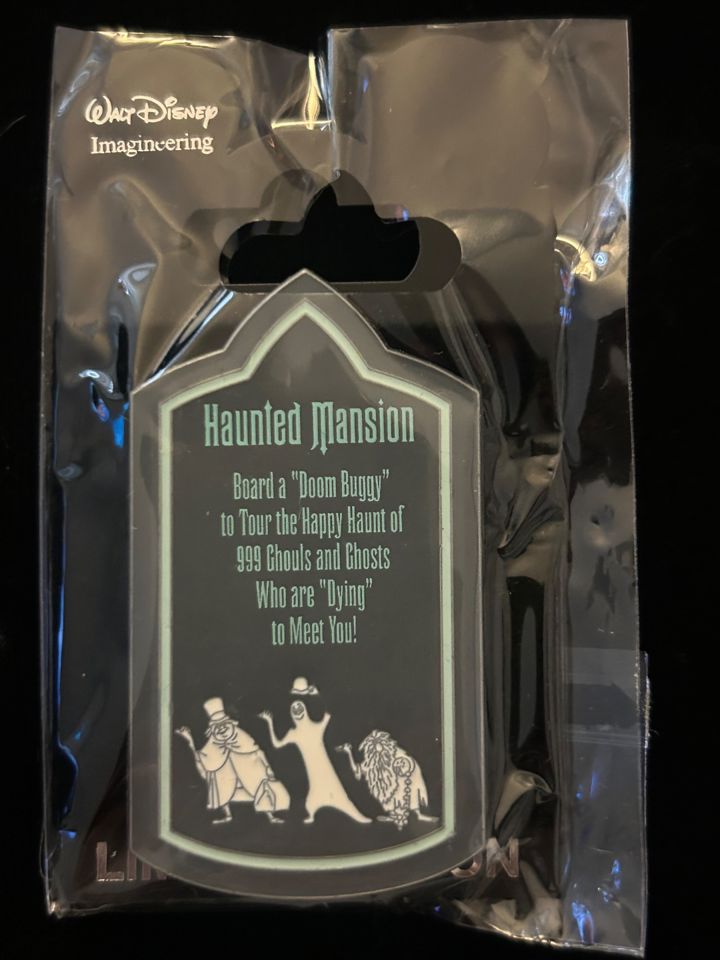 Walt Disney
Imagineering
Haunted Mansion
Board a "Doom Buggy"
to Tour the Happy Haunt of
999 Ghouls and Ghosts
Who are "Dying"
to Meet You!